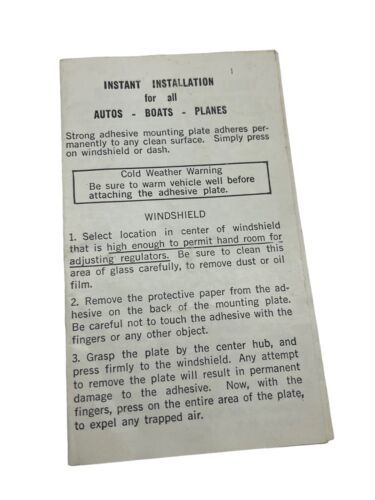 INSTANT INSTALLATION
for all
AUTOS - BOATS - PLANES
Strong adhesive mounting plate adheres per-
manently to any clean surface. Simply press
on windshield or dash.
Cold Weather Warning
Be sure to warm vehicle well before
attaching the adhesive plate.
WINDSHIELD
1. Select location in center of windshield
that is high enough to permit hand room for
adjusting regulators. Be sure to clean this
area of glass carefully, to remove dust or oil
film.
2. Remove the protective paper from the ad-
hesive on the back of the mounting plate.
Be careful not to touch the adhesive with the
fingers or any other object.
3. Grasp the plate by the center hub, and
press firmly to the windshield. Any attempt
to remove the plate will result in permanent
damage to the adhesive. Now, with the
fingers, press on the entire area of the plate,
to expel any trapped air.